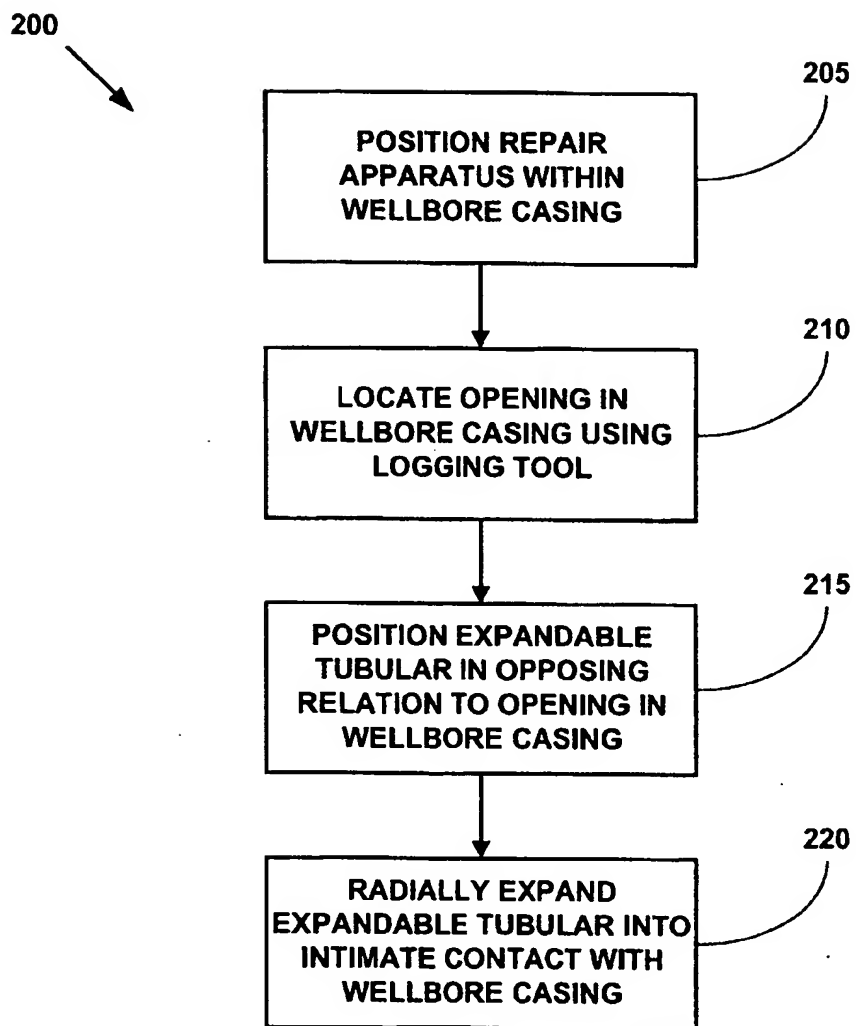 200
205
POSITION REPAIR
APPARATUS WITHIN
WELLBORE CASING
210
LOCATE OPENING IN
WELLBORE CASING USING
LOGGING TOOL
215
POSITION EXPANDABLE
TUBULAR IN OPPOSING
RELATION TO OPENING IN
WELLBORE CASING
220
RADIALLY EXPAND
EXPANDABLE TUBULAR INTO
INTIMATE CONTACT WITH
WELLBORE CASING